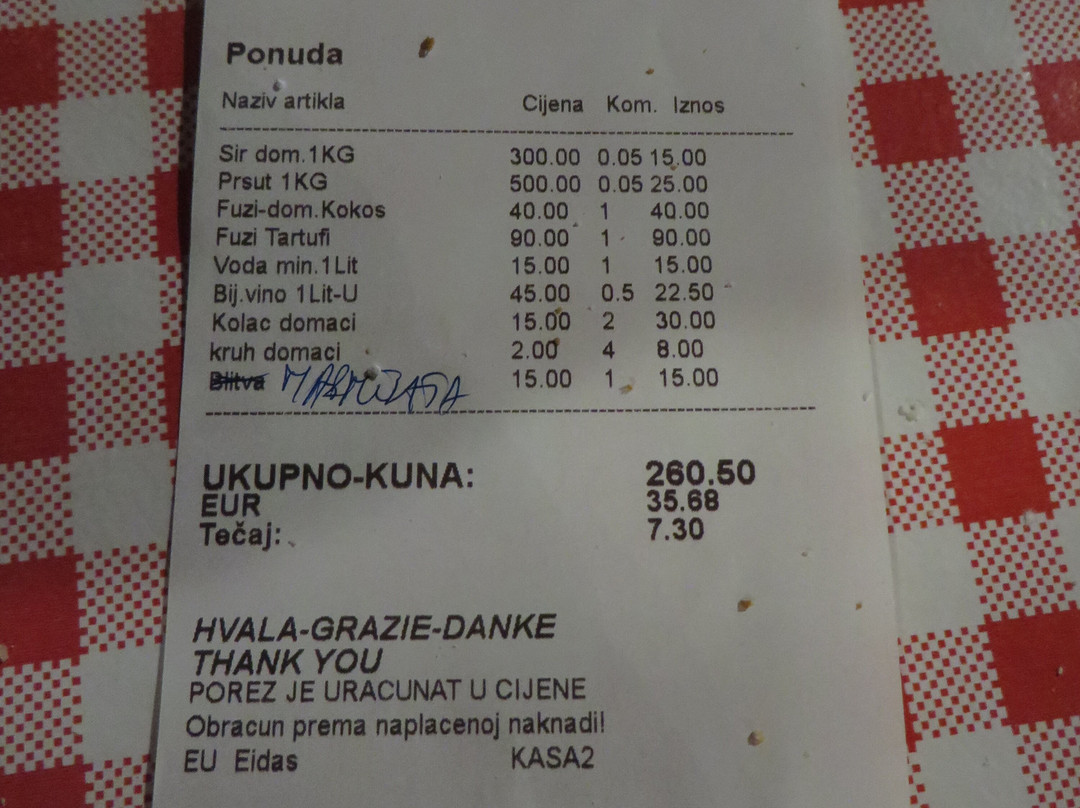 Ponuda
Naziv artikla Cijena Kom. Iznos
Sir dom.1KG 300.00 0.05 15.00
Prsut 1KG 500.00 0.05 25.00
Fuzi-dom.Kokos 40.00 1 40.00
Fuzi Tartufi 90.00 1 90.00
Voda min.1Lit 15.00 1 15.00
Bij.vino 1Lit-U 45.00 0.5 22.50
Kolac domaci 15.00 2 30.00
kruh domaci 2.00 4 8.00
Blitva 15.00 1 15.00
UKUPNO-KUNA: 260.50
EUR 35.68
Tečaj: 7.30
HVALA-GRAZIE-DANKE
THANK YOU
POREZ JE URACUNAT U CIJENE
Obracun prema naplacenoj naknadi!
EU Eidas KASA2